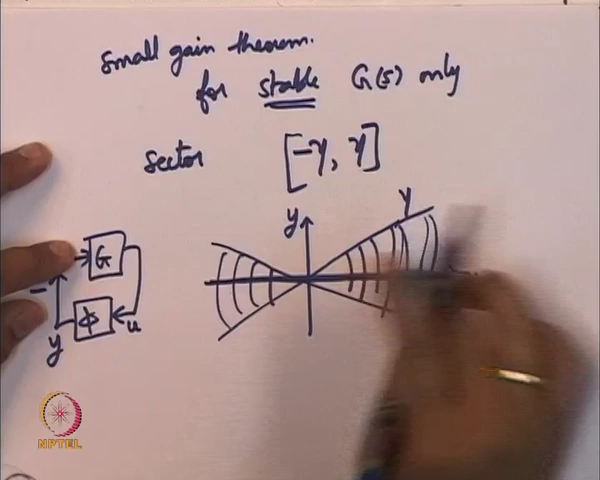 Small gain theorem.
for stable G(s) only
Sector [-γ, γ]
y
γ
G
-
ϕ
u
y
NPTEL